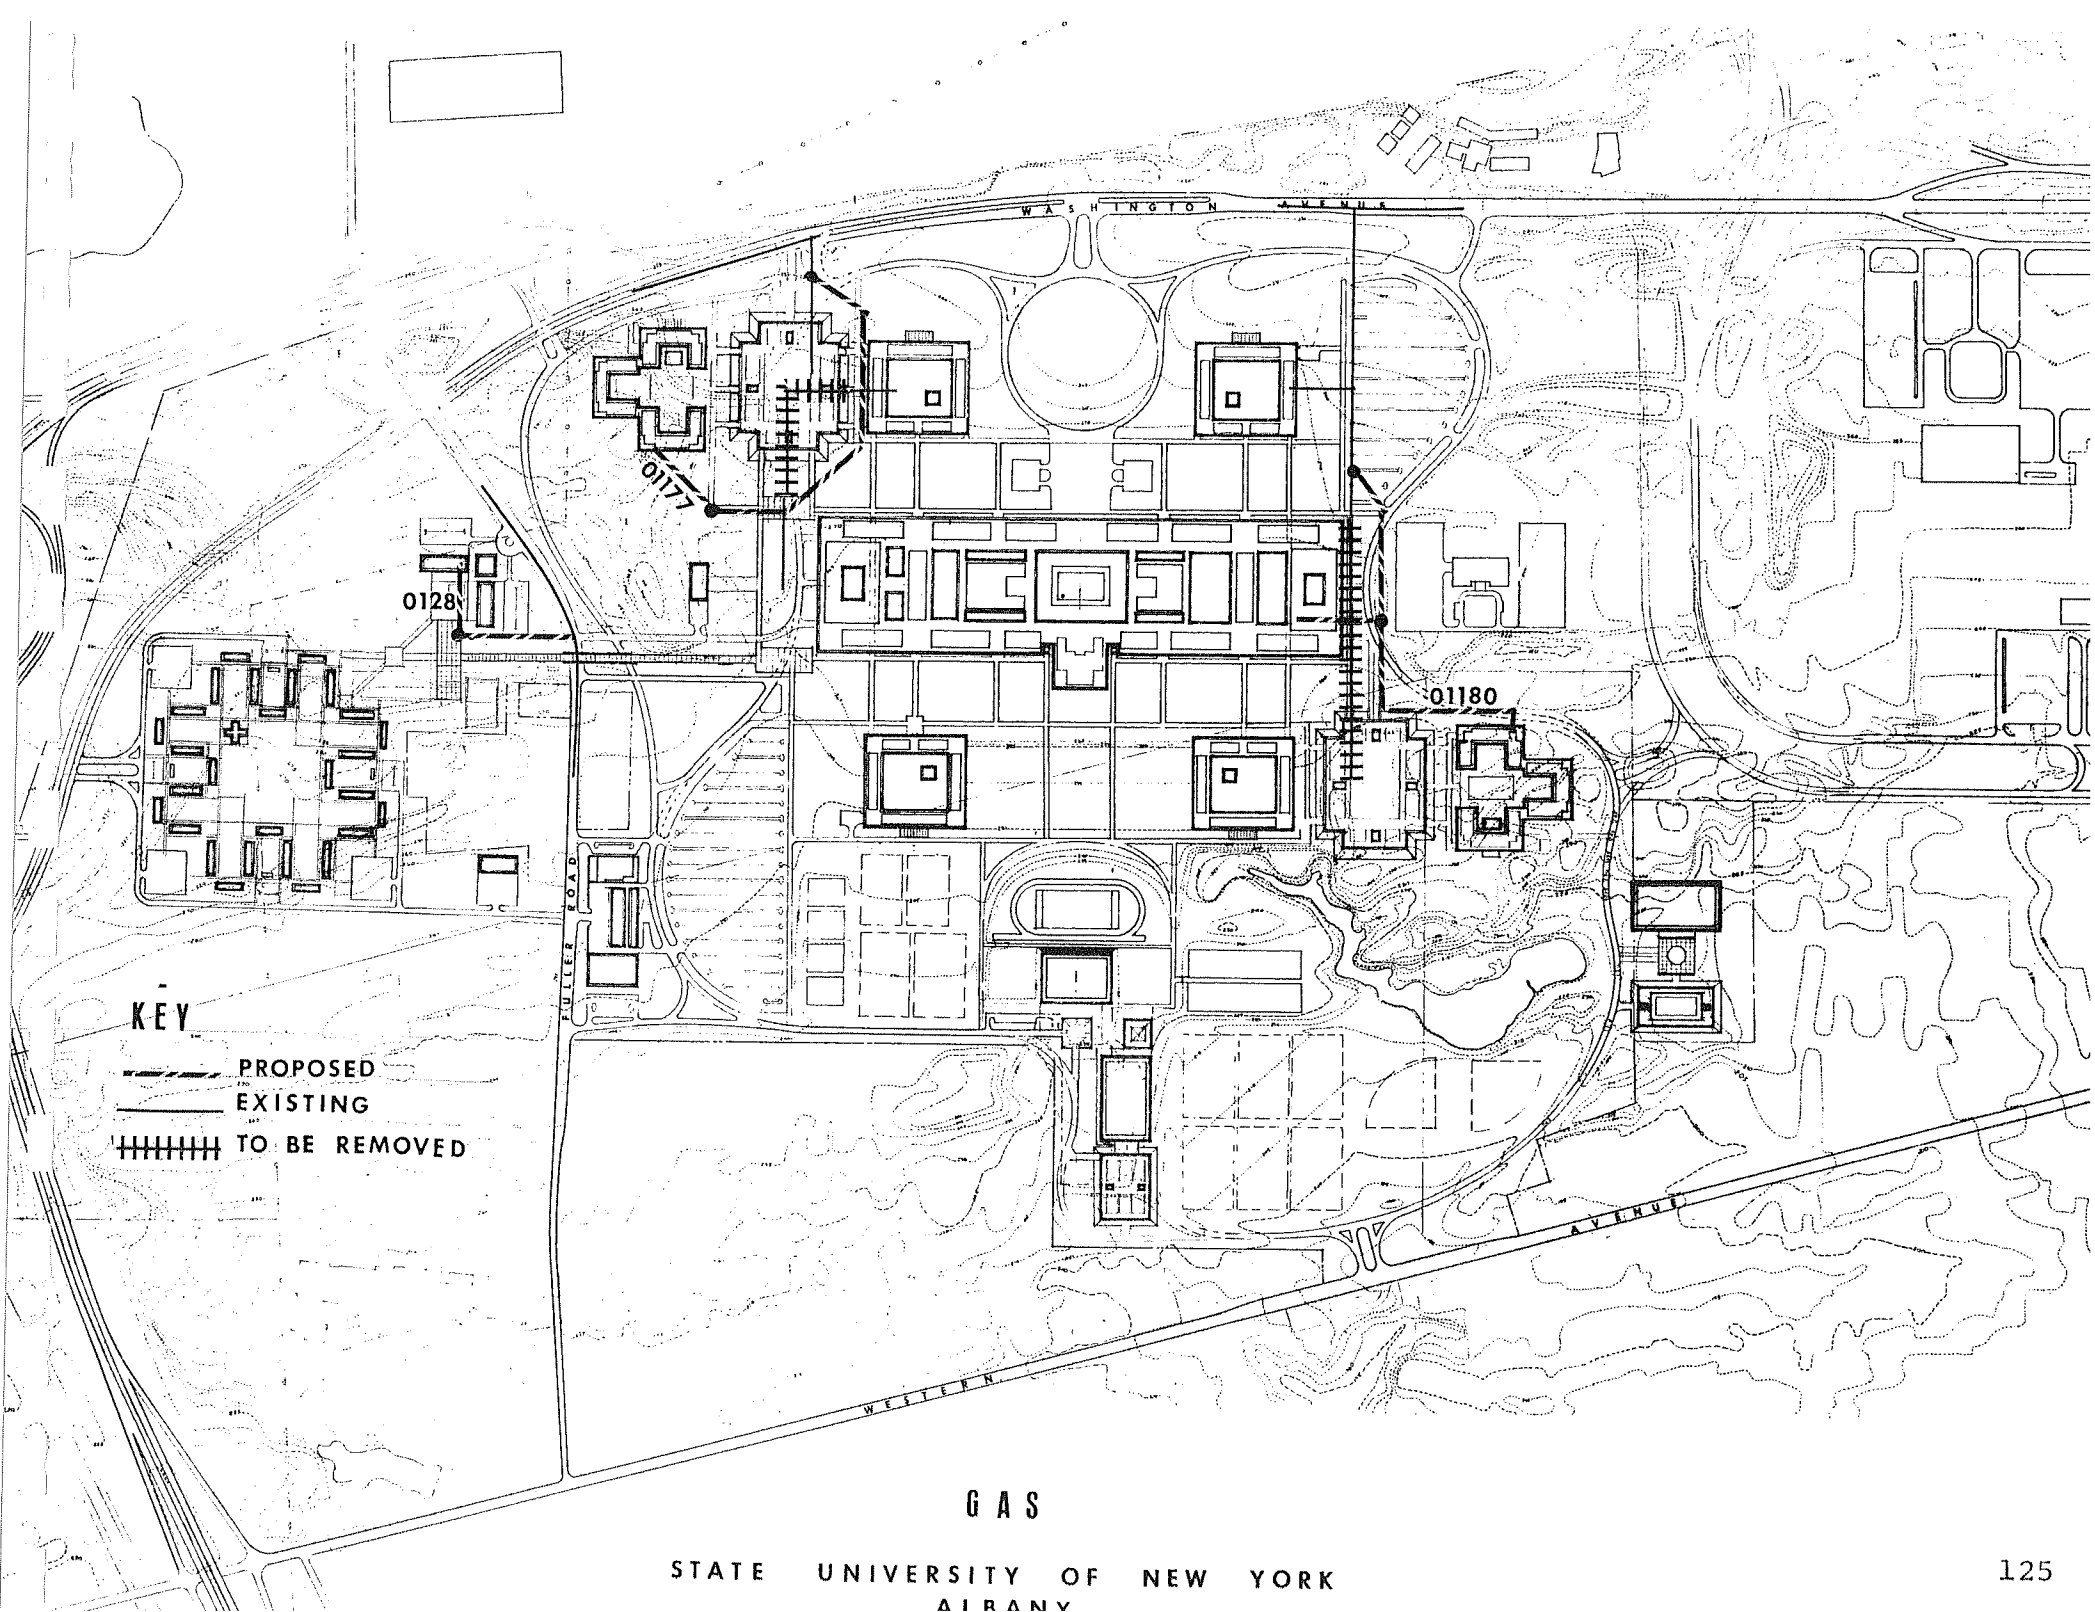 WASHINGTON AVENUE
01177
0128
01180
FULLER ROAD
KEY
PROPOSED
EXISTING
TO BE REMOVED
WESTERN AVENUE
GAS
STATE UNIVERSITY OF NEW YORK
ALBANY
125